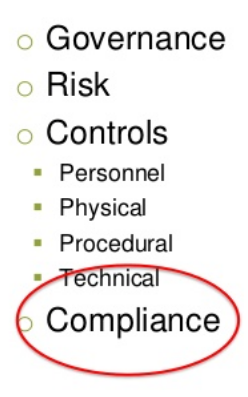 Governance
Risk
Controls
Personnel
Physical
Procedural
Technical
Compliance